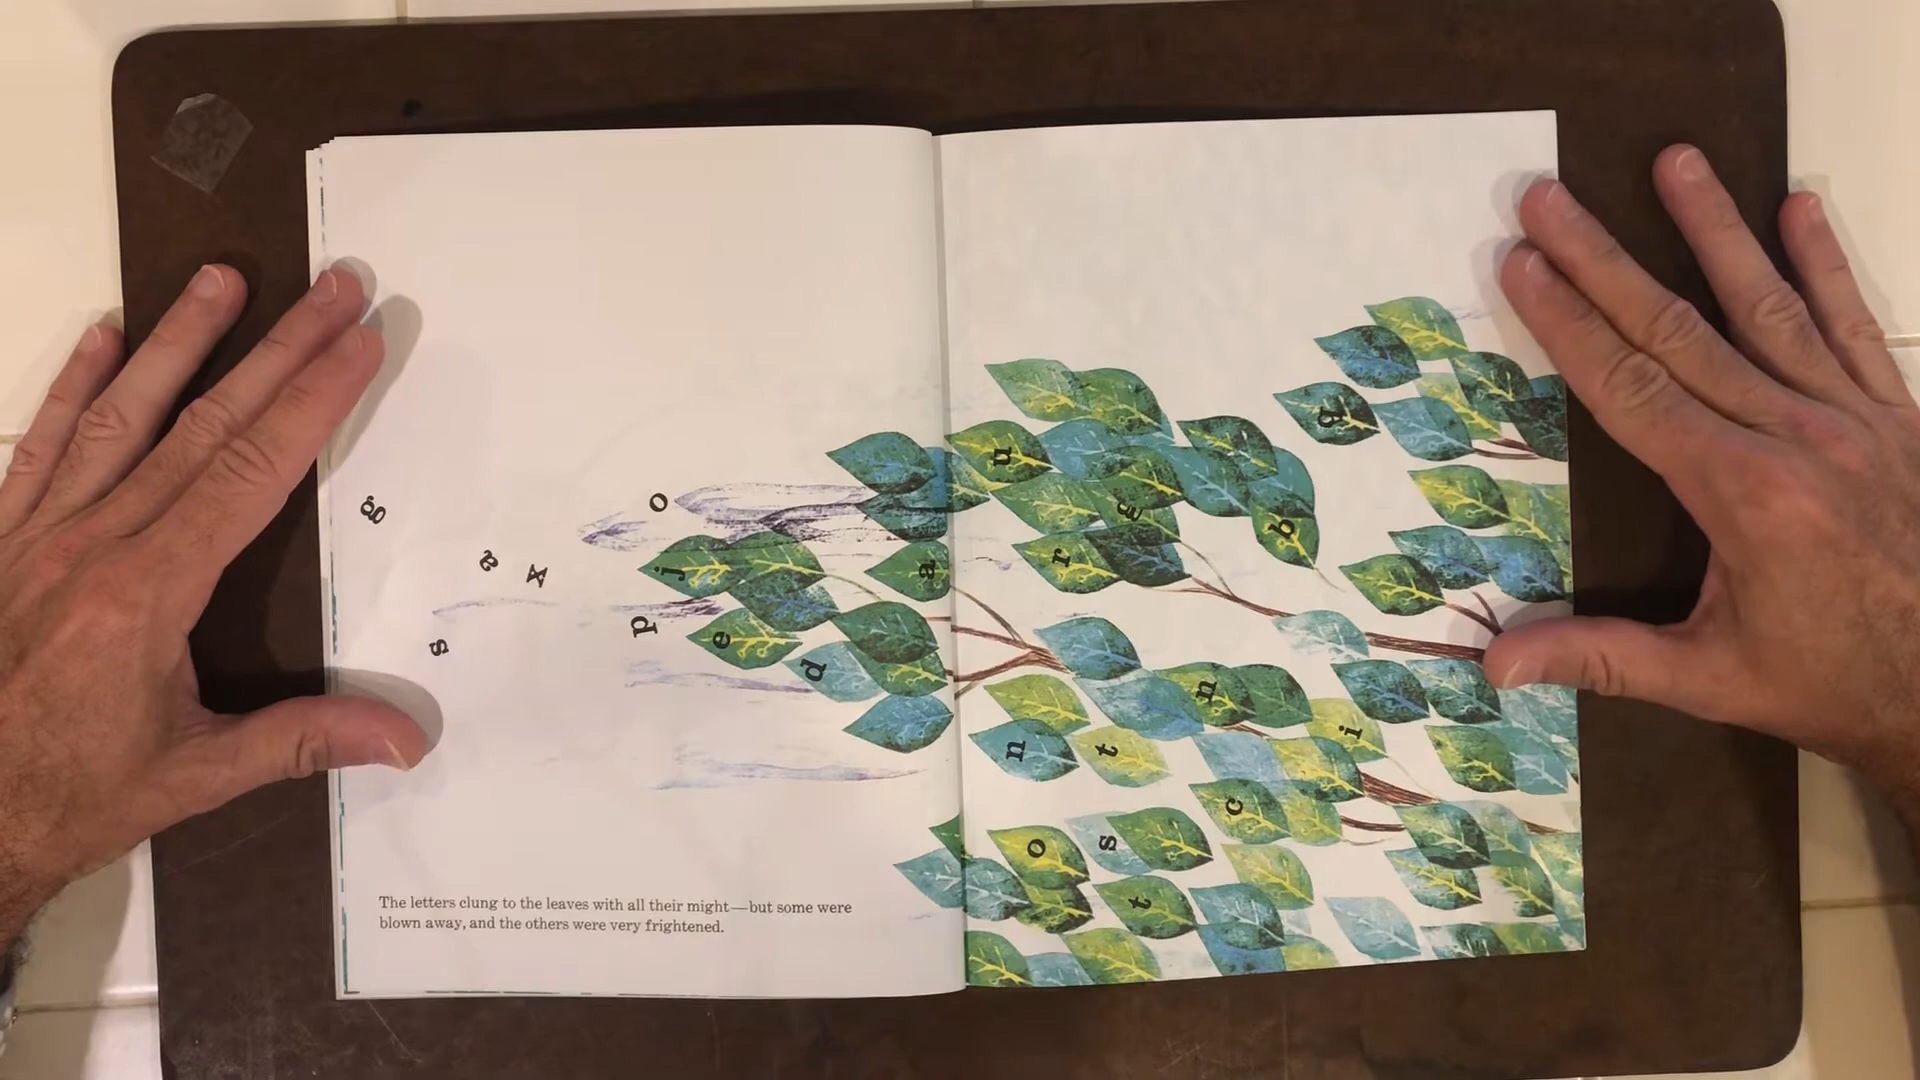 g
a
x
s
o
p
j
e
d
a
u
g
r
b
g
n
n
t
i
c
o
s
t
The letters clung to the leaves with all their might—but some were
blown away, and the others were very frightened.